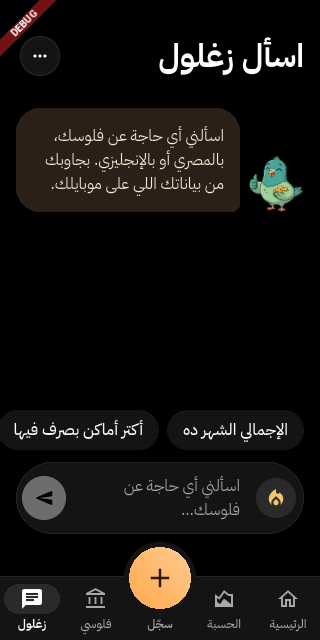 DEBUG
اسأل زغلول
اسألني أي حاجة عن فلوسك،
بالمصري أو بالإنجليزي. بجاوبك
من بياناتك اللي على موبايلك.
الإجمالي الشهر ده
أكتر أماكن بصرف فيها
اسألني أي حاجة عن
فلوسك...
الرئيسية
الحسبة
سجّل
فلوسي
زغلول